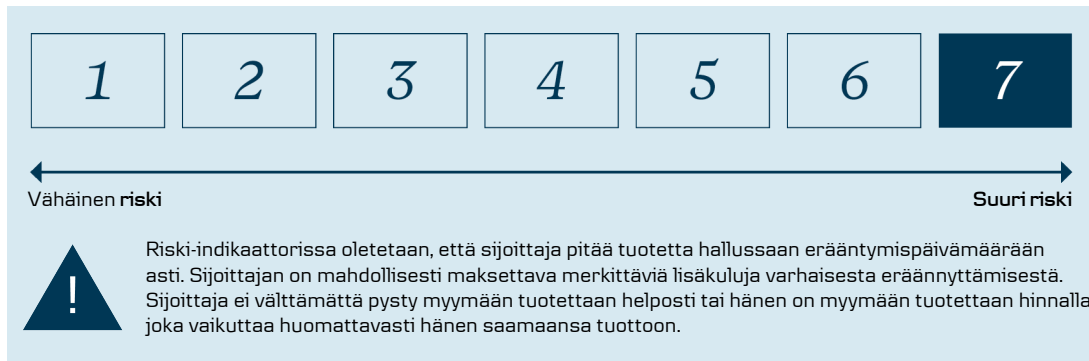 1 2 3 4 5 6 7
Vähäinen riski Suuri riski
Riski-indikaattorissa oletetaan, että sijoittaja pitää tuotetta hallussaan erääntymispäivämäärään
asti. Sijoittajan on mahdollisesti maksettava merkittäviä lisäkuluja varhaisesta eräännyttämisestä.
Sijoittaja ei välttämättä pysty myymään tuotettaan helposti tai hänen on myymään tuotettaan hinnalla
joka vaikuttaa huomattavasti hänen saamaansa tuottoon.
!